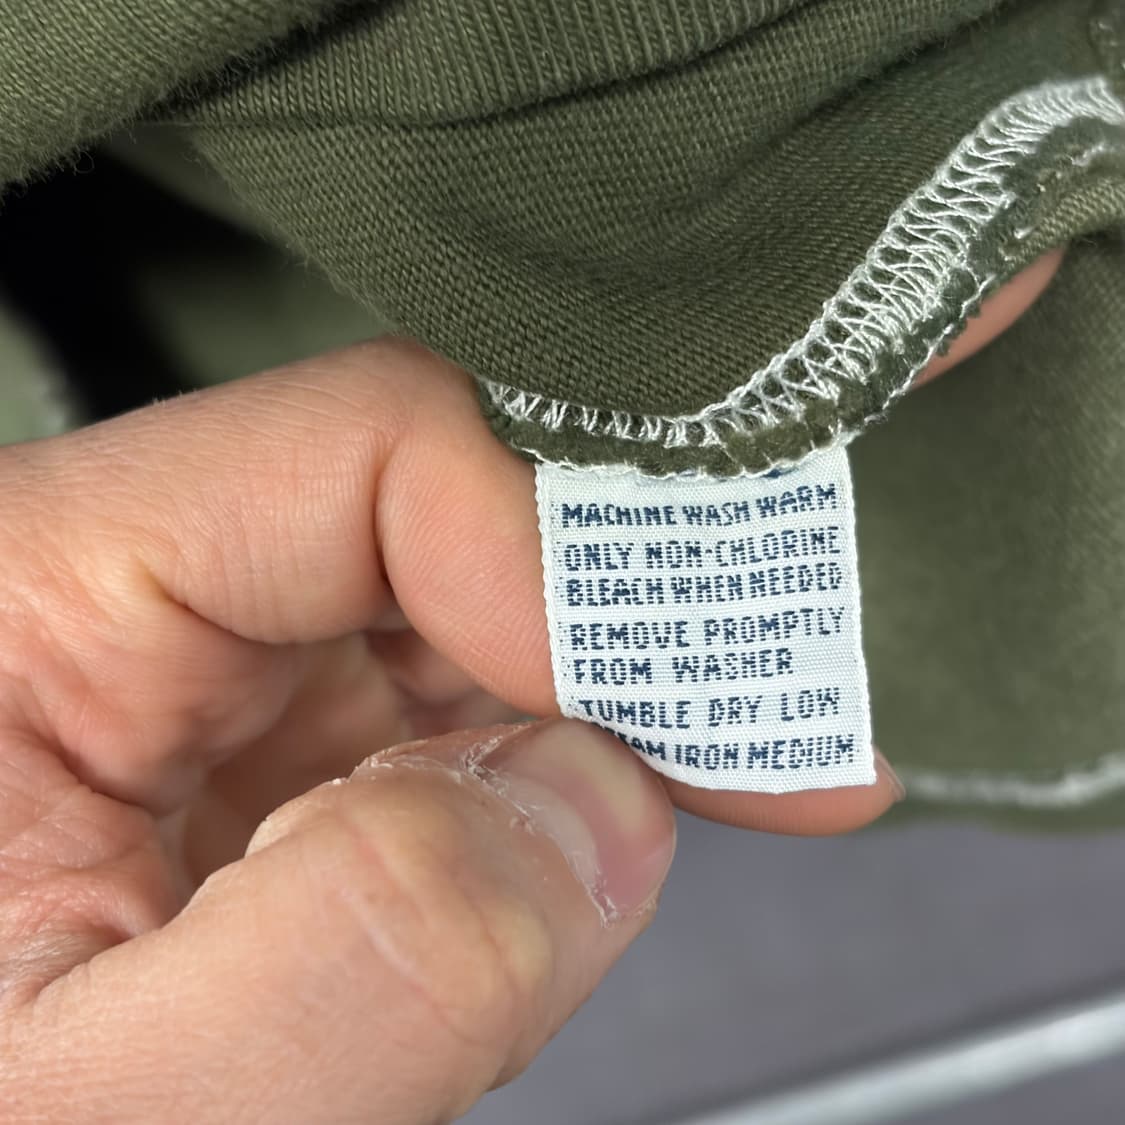 MACHINE WASH WARM
ONLY NON-CHLORINE
BLEACH WHEN NEEDED
REMOVE PROMPTLY
FROM WASHER
TUMBLE DRY LOW
IRON MEDIUM